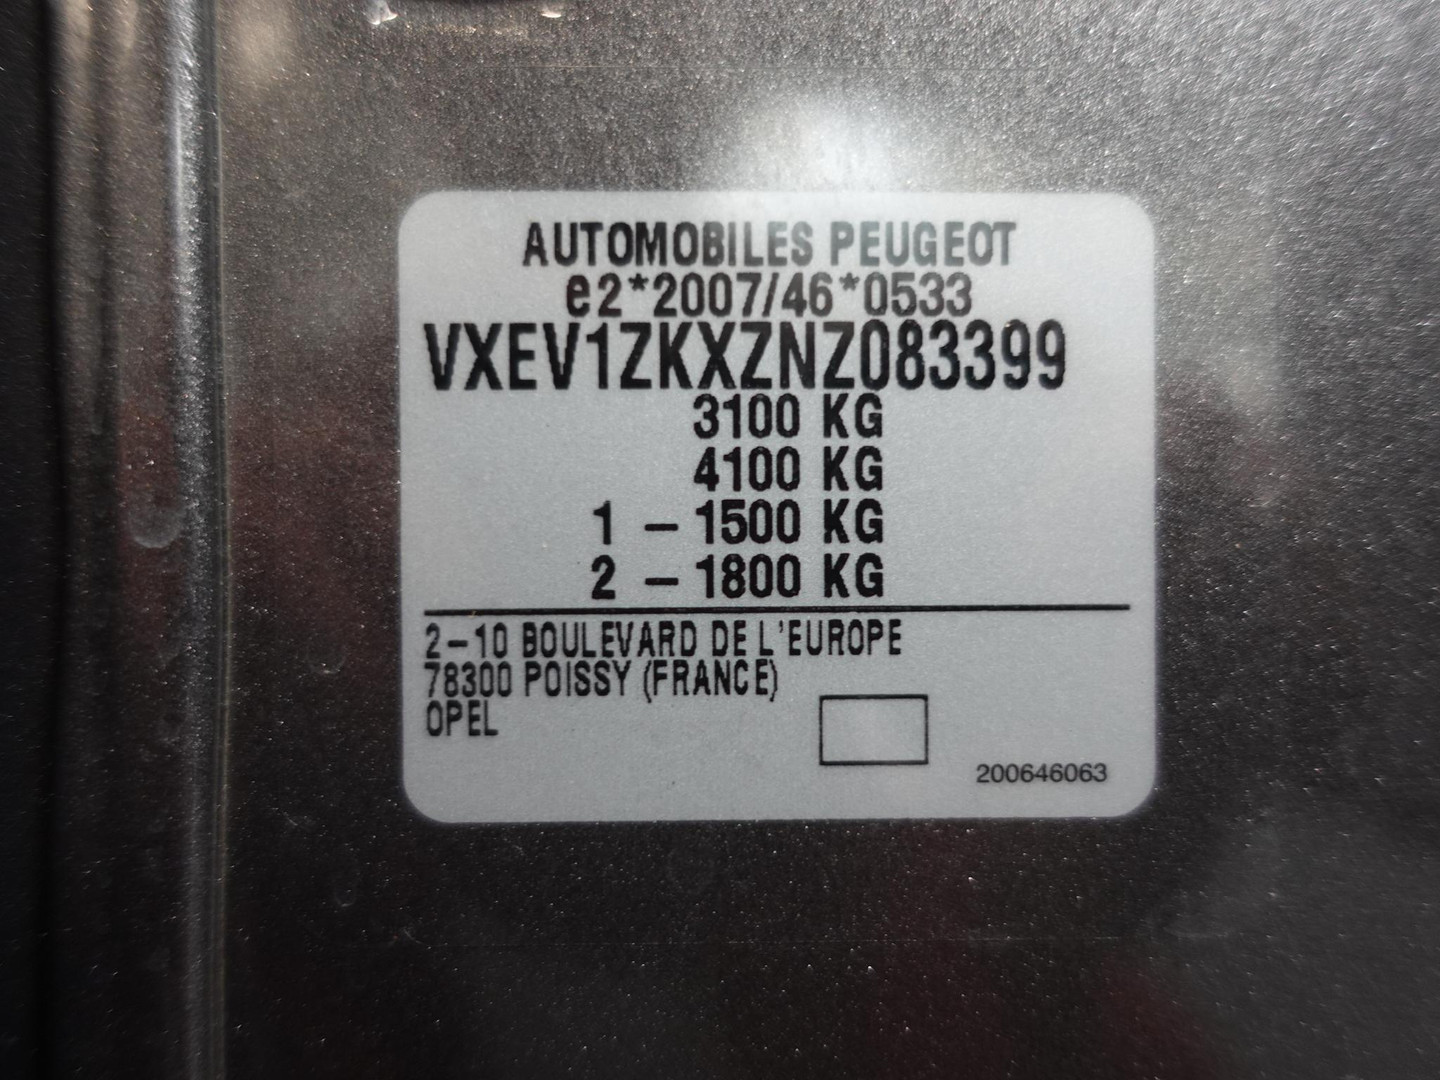 AUTOMOBILES PEUGEOT
e2*2007/46*0533
VXEV1ZKXZNZ083399
3100 KG
4100 KG
1 – 1500 KG
2 – 1800 KG
2–10 BOULEVARD DE L'EUROPE
78300 POISSY (FRANCE)
OPEL
200646063